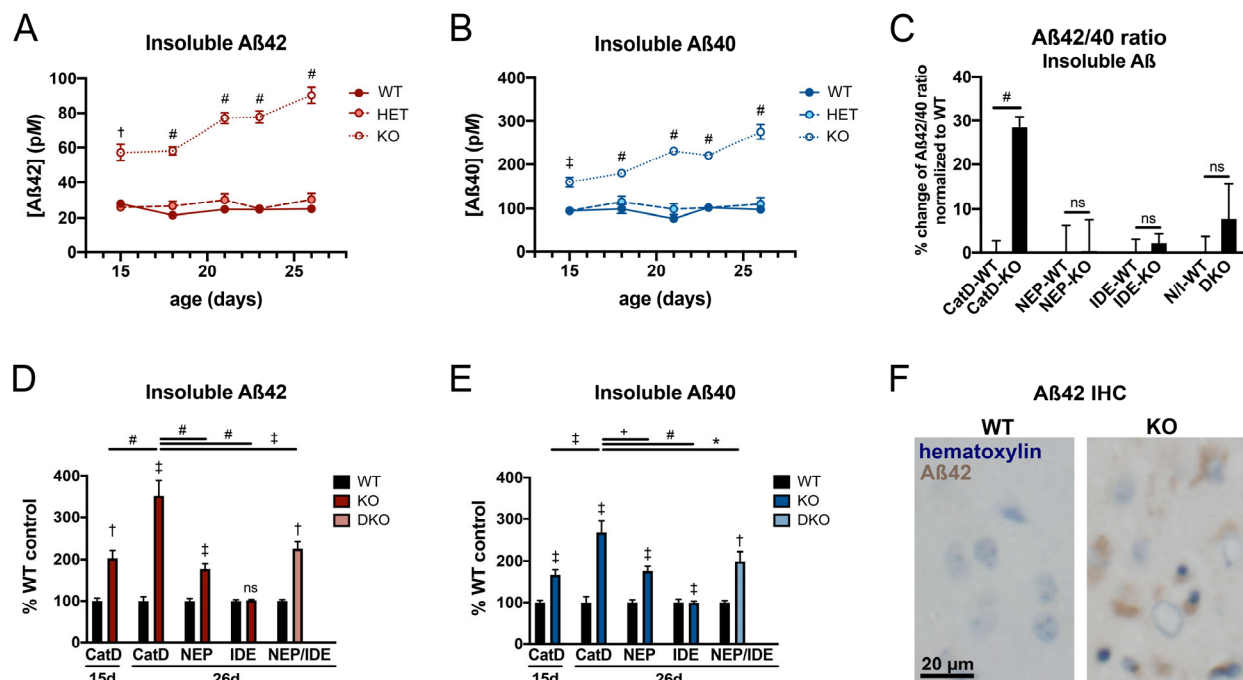 A
Insoluble Aß42
[Aß42] (pM)
100
80
60
40
20
0
†
#
#
#
#
WT
HET
KO
15
20
25
age (days)
B
Insoluble Aß40
[Aß40] (pM)
400
300
200
100
0
‡
#
#
#
#
WT
HET
KO
15
20
25
age (days)
C
Aß42/40 ratio
Insoluble Aß
% change of Aß42/40 ratio
normalized to WT
40
30
10
0
#
ns
ns
ns
CatD-WT
CatD-KO
NEP-WT
NEP-KO
IDE-WT
IDE-KO
N/I-WT
DKO
D
Insoluble Aß42
% WT control
# # # ‡
400
300
200
100
0
† ‡ ‡ ns †
WT
KO
DKO
CatD CatD NEP IDE NEP/IDE
15d 26d
E
Insoluble Aß40
% WT control
‡ + # *
400
300
200
100
0
‡ ‡ ‡ ‡ †
WT
KO
DKO
CatD CatD NEP IDE NEP/IDE
15d 26d
F
Aß42 IHC
WT KO
hematoxylin
Aß42
20 µm